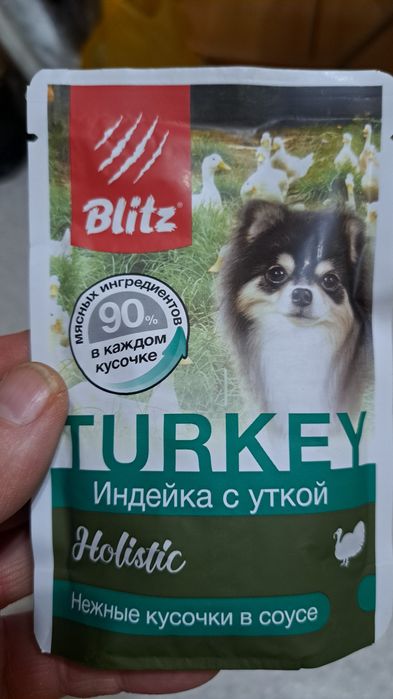 Blitz®
мясных ингредиентов
90%
в каждом
кусочке
TURKEY
Индейка с уткой
Holistic
Нежные кусочки в соусе